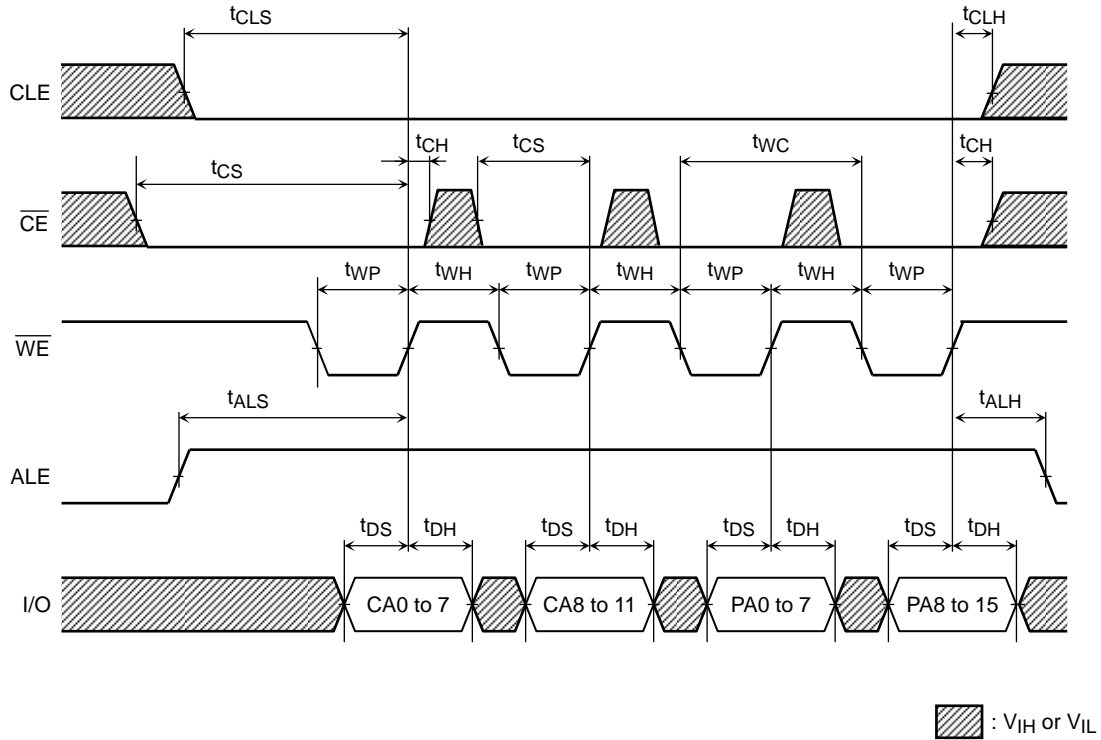 tCLS tCLH
CLE
tCH tCS tWC tCH
tCS
CE
tWP tWH tWP tWH tWP tWH tWP
WE
tALS tALH
ALE
tDS tDH tDS tDH tDS tDH tDS tDH
I/O CA0 to 7 CA8 to 11 PA0 to 7 PA8 to 15
: VIH or VIL